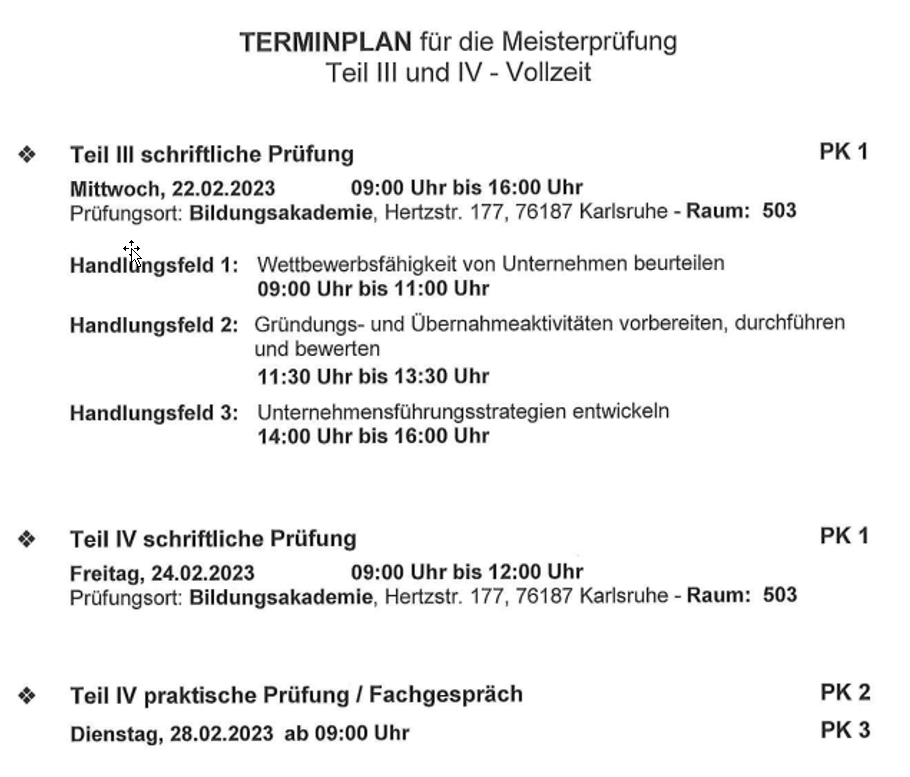 TERMINPLAN für die Meisterprüfung
Teil III und IV - Vollzeit
❖ Teil III schriftliche Prüfung PK 1
Mittwoch, 22.02.2023 09:00 Uhr bis 16:00 Uhr
Prüfungsort: Bildungsakademie, Hertzstr. 177, 76187 Karlsruhe - Raum: 503
Handlungsfeld 1: Wettbewerbsfähigkeit von Unternehmen beurteilen
09:00 Uhr bis 11:00 Uhr
Handlungsfeld 2: Gründungs- und Übernahmeaktivitäten vorbereiten, durchführen
und bewerten
11:30 Uhr bis 13:30 Uhr
Handlungsfeld 3: Unternehmensführungsstrategien entwickeln
14:00 Uhr bis 16:00 Uhr
❖ Teil IV schriftliche Prüfung PK 1
Freitag, 24.02.2023 09:00 Uhr bis 12:00 Uhr
Prüfungsort: Bildungsakademie, Hertzstr. 177, 76187 Karlsruhe - Raum: 503
❖ Teil IV praktische Prüfung / Fachgespräch PK 2
Dienstag, 28.02.2023 ab 09:00 Uhr PK 3